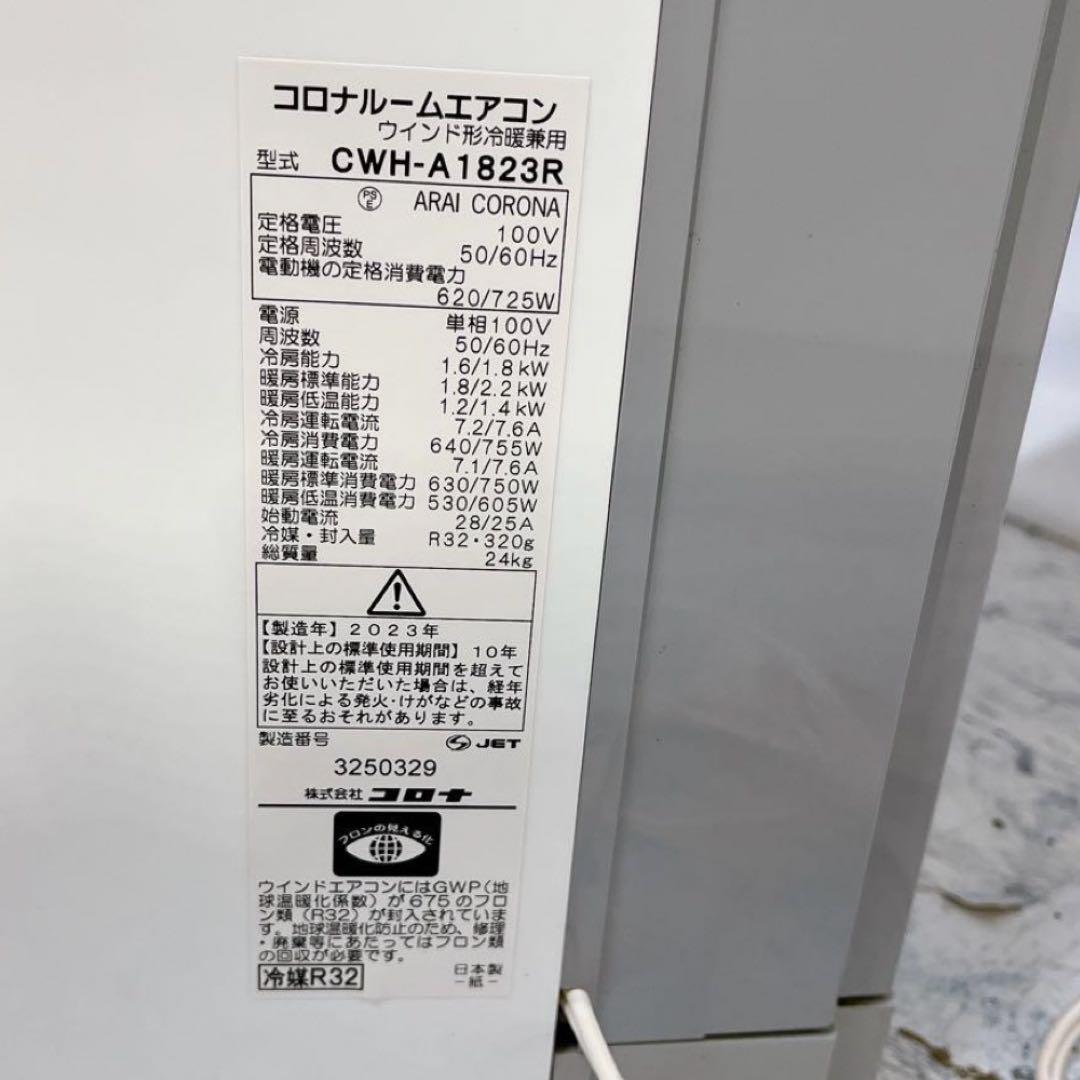 コロナルームエアコン
ウインド形冷暖兼用
型式 CWH-A1823R
PS E ARAI CORONA
定格電圧 100V
定格周波数 50/60Hz
電動機の定格消費電力
620/725W
電源 単相100V
周波数 50/60Hz
冷房能力 1.6/1.8kW
暖房標準能力 1.8/2.2kW
暖房低温能力 1.2/1.4kW
冷房運転電流 7.2/7.6A
冷房消費電力 640/755W
暖房運転電流 7.1/7.6A
暖房標準消費電力 630/750W
暖房低温消費電力 530/605W
始動電流 28/25A
冷媒・封入量 R32・320g
総質量 24kg
【製造年】2023年
【設計上の標準使用期間】10年
設計上の標準使用期間を超えて
お使いいただいた場合は、経年
劣化による発火・けがなどの事故
に至るおそれがあります。
製造番号 JET
3250329
株式会社 コロナ
フロンの見える化
ウインドエアコンにはGWP(地
球温暖化係数)が675のフロ
ン類(R32)が封入されていま
す。地球温暖化防止のため、修理
・廃棄等にあたってはフロン類
の回収が必要です。
冷媒R32 日本製
-紙-